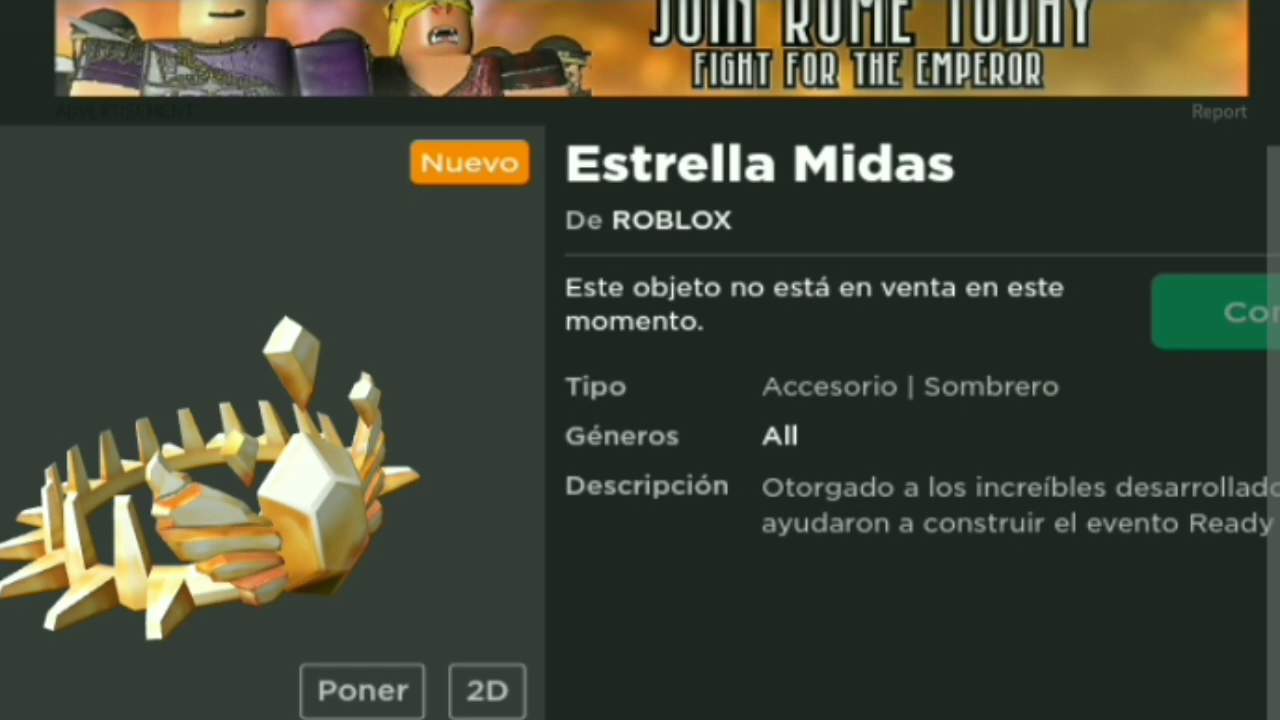 JOIN ROME TODAY
FIGHT FOR THE EMPEROR
ADVERTISEMENT
Report
Nuevo
Estrella Midas
De ROBLOX
Este objeto no está en venta en este
momento.
Tipo
Accesorio | Sombrero
Géneros
All
Descripción
Otorgado a los increíbles
ayudaron a construir el evento Ready
Poner
2D